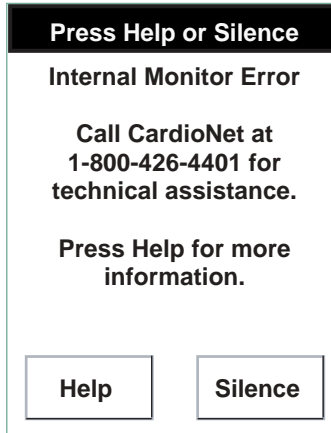 Press Help or Silence
Internal Monitor Error
Call CardioNet at
1-800-426-4401 for
technical assistance.
Press Help for more
information.
Help
Silence